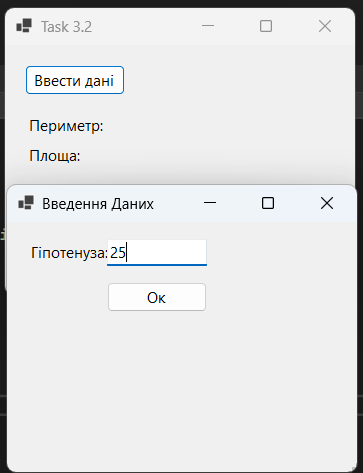 Task 3.2
Ввести дані
Периметр:
Площа:
Введення Даних
Гіпотенуза: 25
Ок